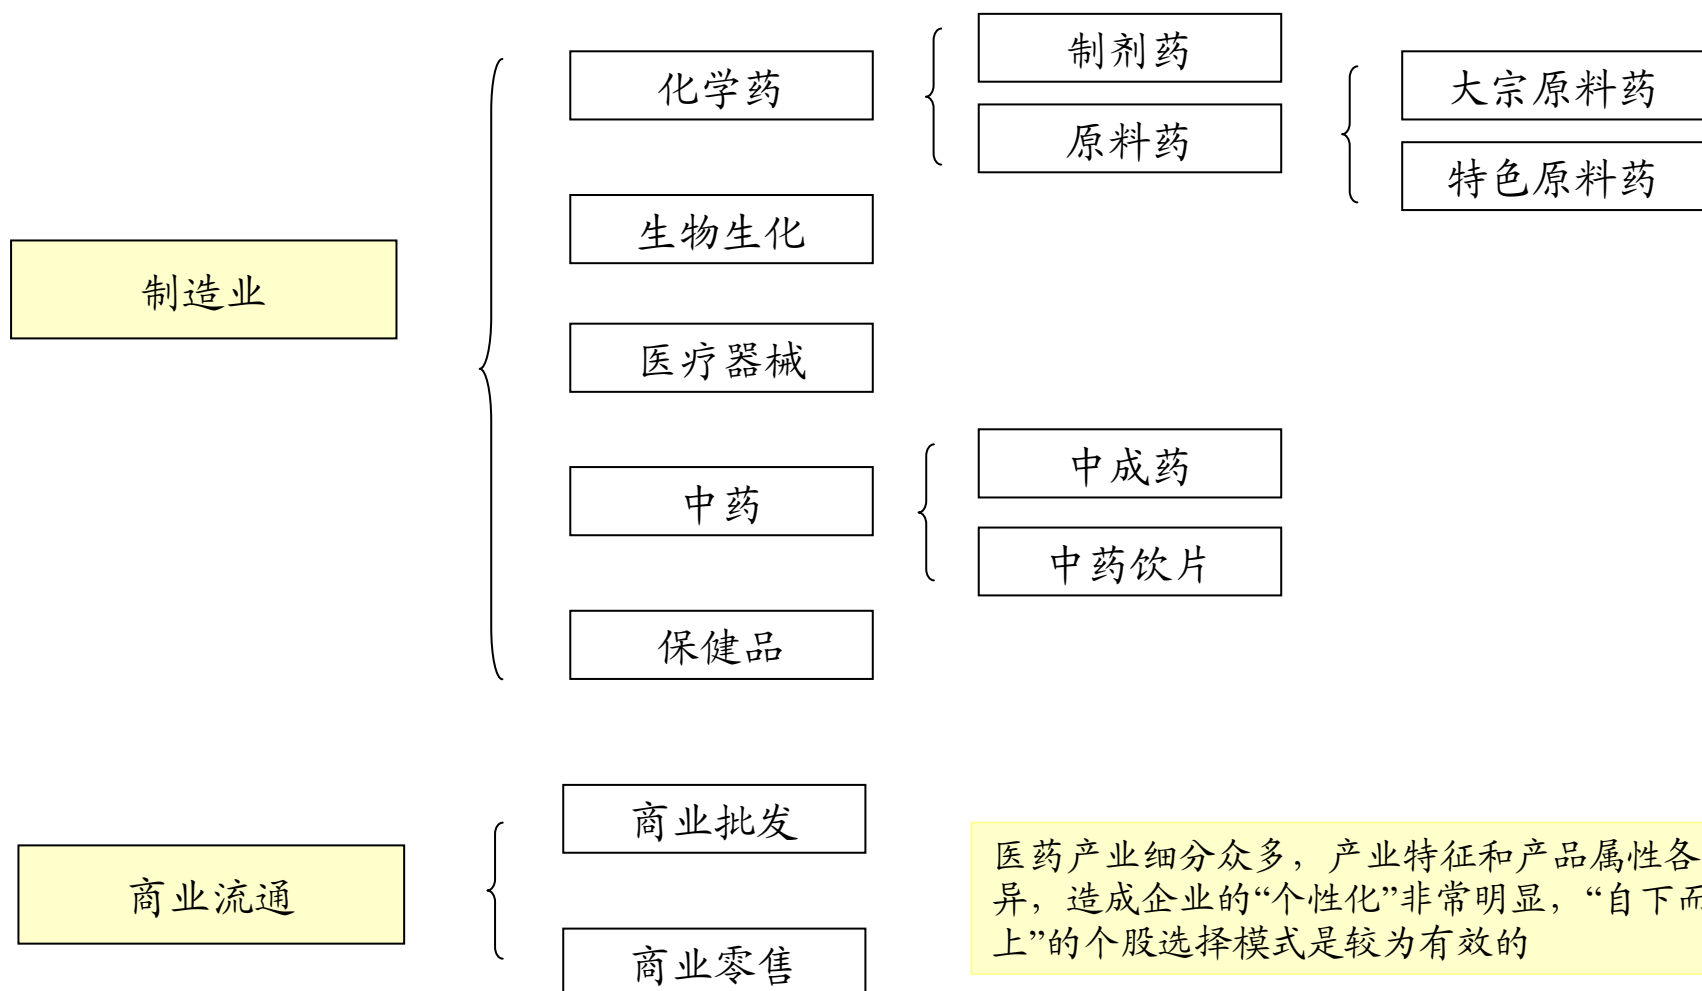 制造业
化学药
制剂药
原料药
大宗原料药
特色原料药
生物生化
医疗器械
中药
中成药
中药饮片
保健品
商业流通
商业批发
商业零售
医药产业细分众多，产业特征和产品属性各
异，造成企业的“个性化”非常明显，“自下而
上”的个股选择模式是较为有效的